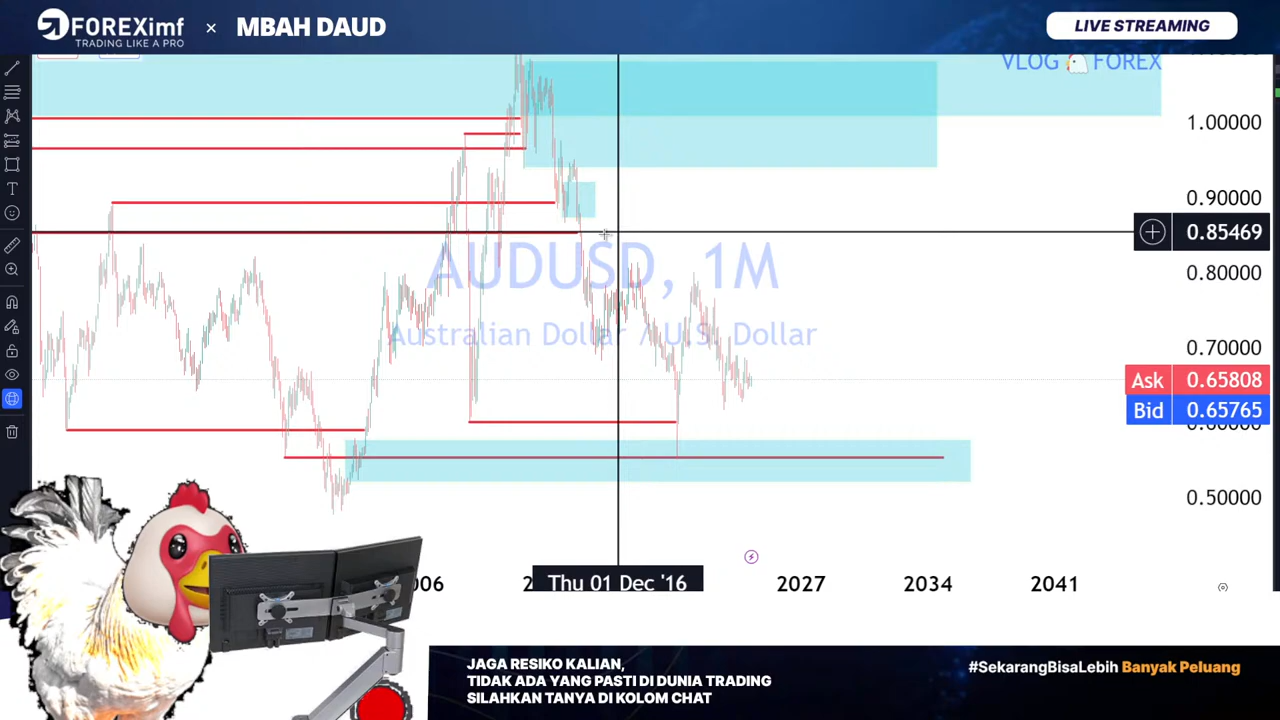 FOREXimf
TRADING LIKE A PRO
×
MBAH DAUD
LIVE STREAMING
VLOG FOREX
1.00000
0.90000
0.85469
0.80000
AUDUSD, 1M
Australian Dollar / U.S. Dollar
0.70000
Ask 0.65808
Bid 0.65765
0.50000
Thu 01 Dec '16
2027
2034
2041
JAGA RESIKO KALIAN,
TIDAK ADA YANG PASTI DI DUNIA TRADING
SILAHKAN TANYA DI KOLOM CHAT
#SekarangBisaLebih Banyak Peluang